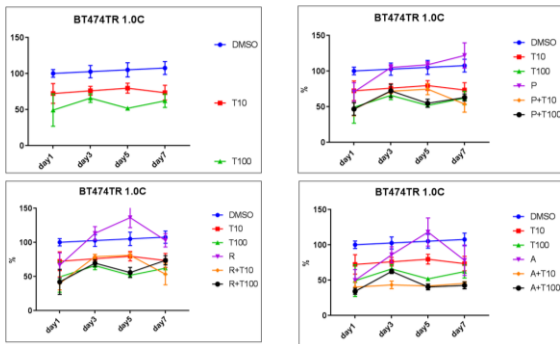 BT474TR 1.0C
150
100
50
0
day1
day3
day5
day7
DMSO
T10
T100
BT474TR 1.0C
%
150
100
50
0
day1
day3
day5
day7
DMSO
T10
T100
P
P+T10
P+T100
BT474TR 1.0C
%
150
100
50
0
day1
day3
day5
day7
DMSO
T10
T100
R
R+T10
R+T100
BT474TR 1.0C
%
150
100
50
0
day1
day3
day5
day7
DMSO
T10
T100
A
A+T10
A+T100